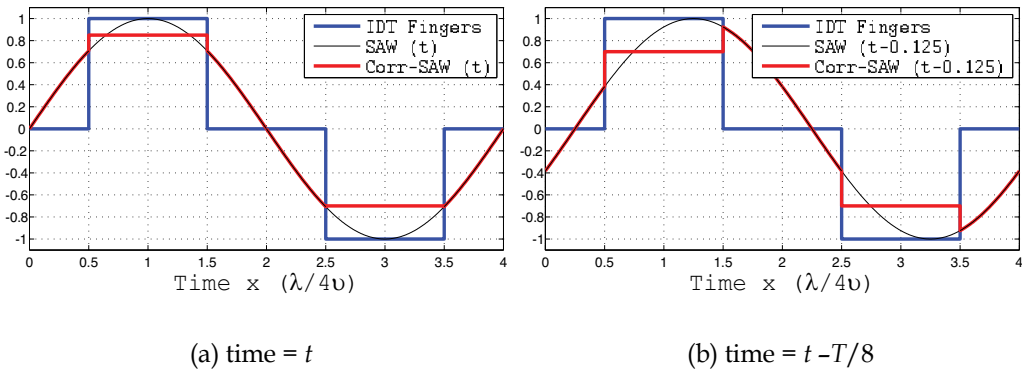 IDT Fingers
SAW (t)
Corr-SAW (t)
1
0.8
0.6
0.4
0.2
0
-0.2
-0.4
-0.6
-0.8
-1
0 0.5 1 1.5 2 2.5 3 3.5 4
Time x (λ/4υ)
(a) time = t
IDT Fingers
SAW (t-0.125)
Corr-SAW (t-0.125)
1
0.8
0.6
0.4
0.2
0
-0.2
-0.4
-0.6
-0.8
-1
0 0.5 1 1.5 2 2.5 3 3.5 4
Time x (λ/4υ)
(b) time = t –T/8